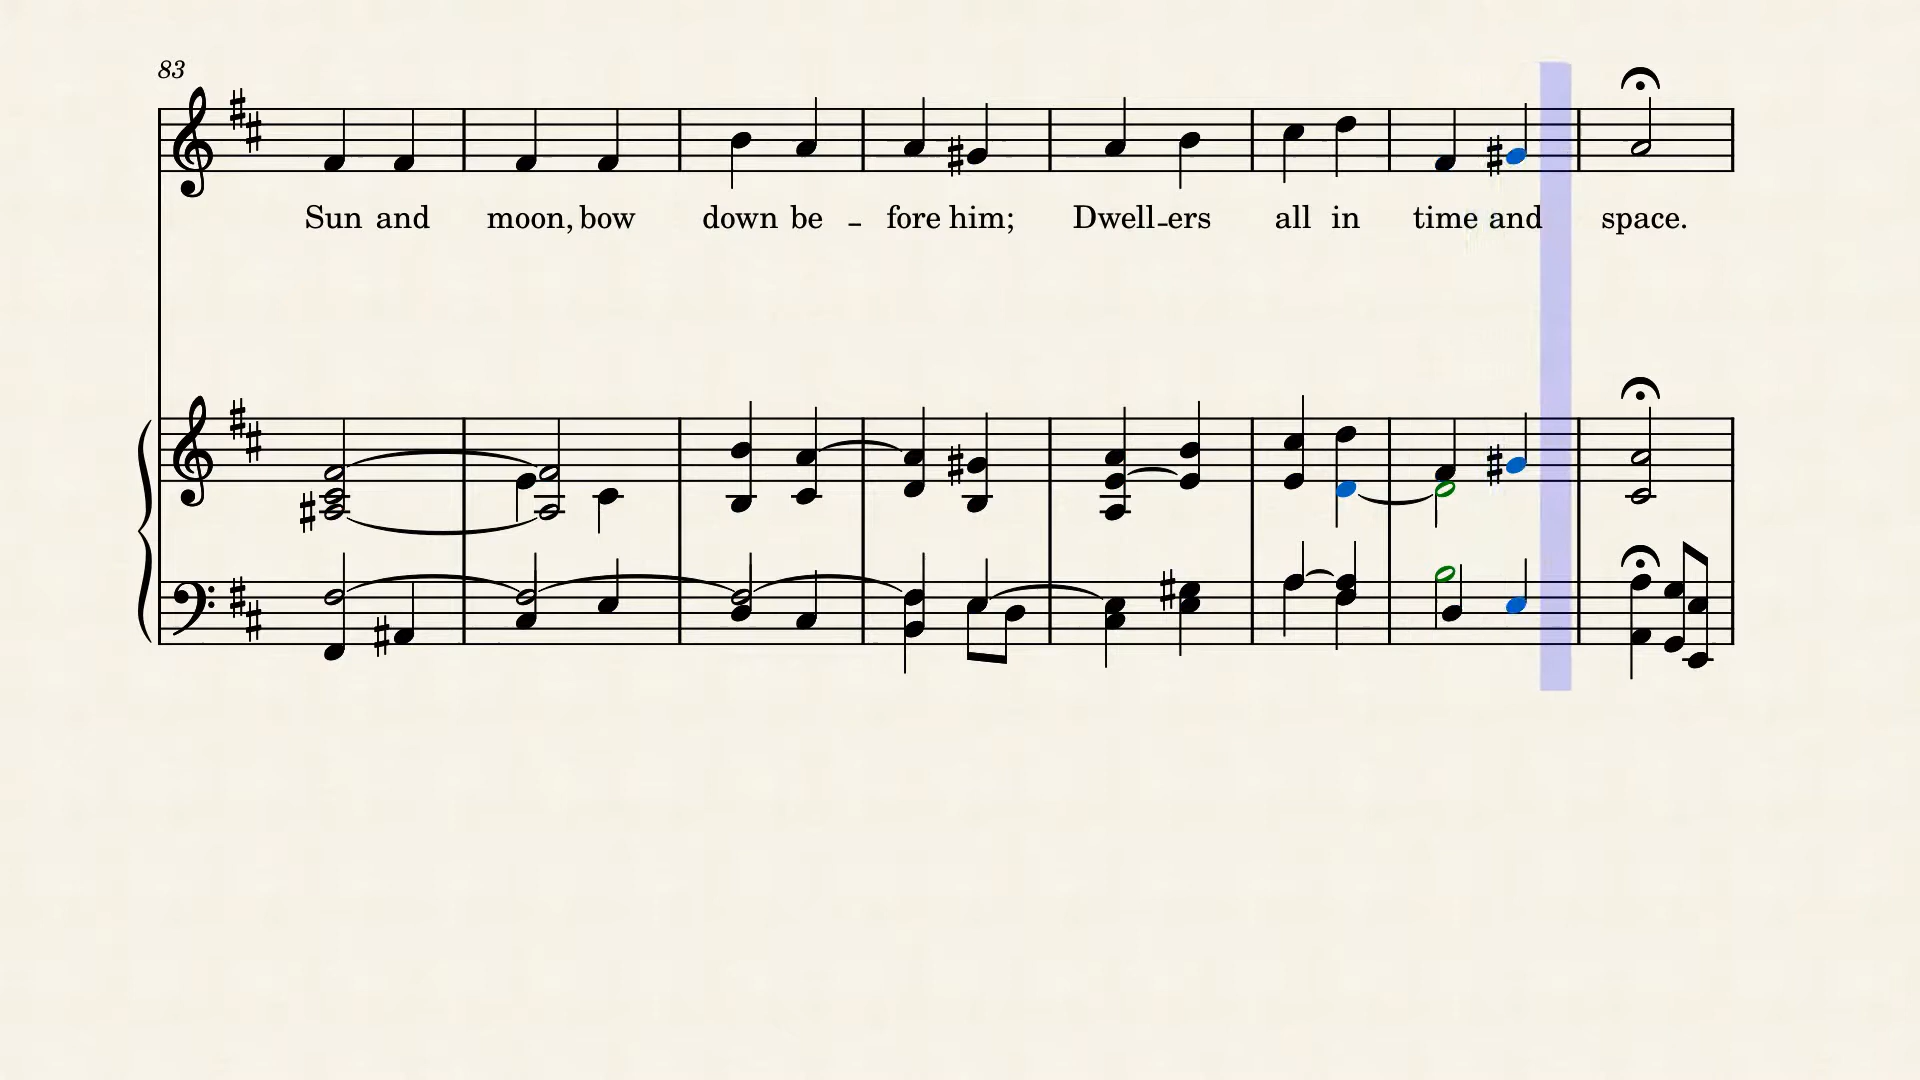 83
Sun and moon, bow down be - fore him; Dwell-ers all in time and space.